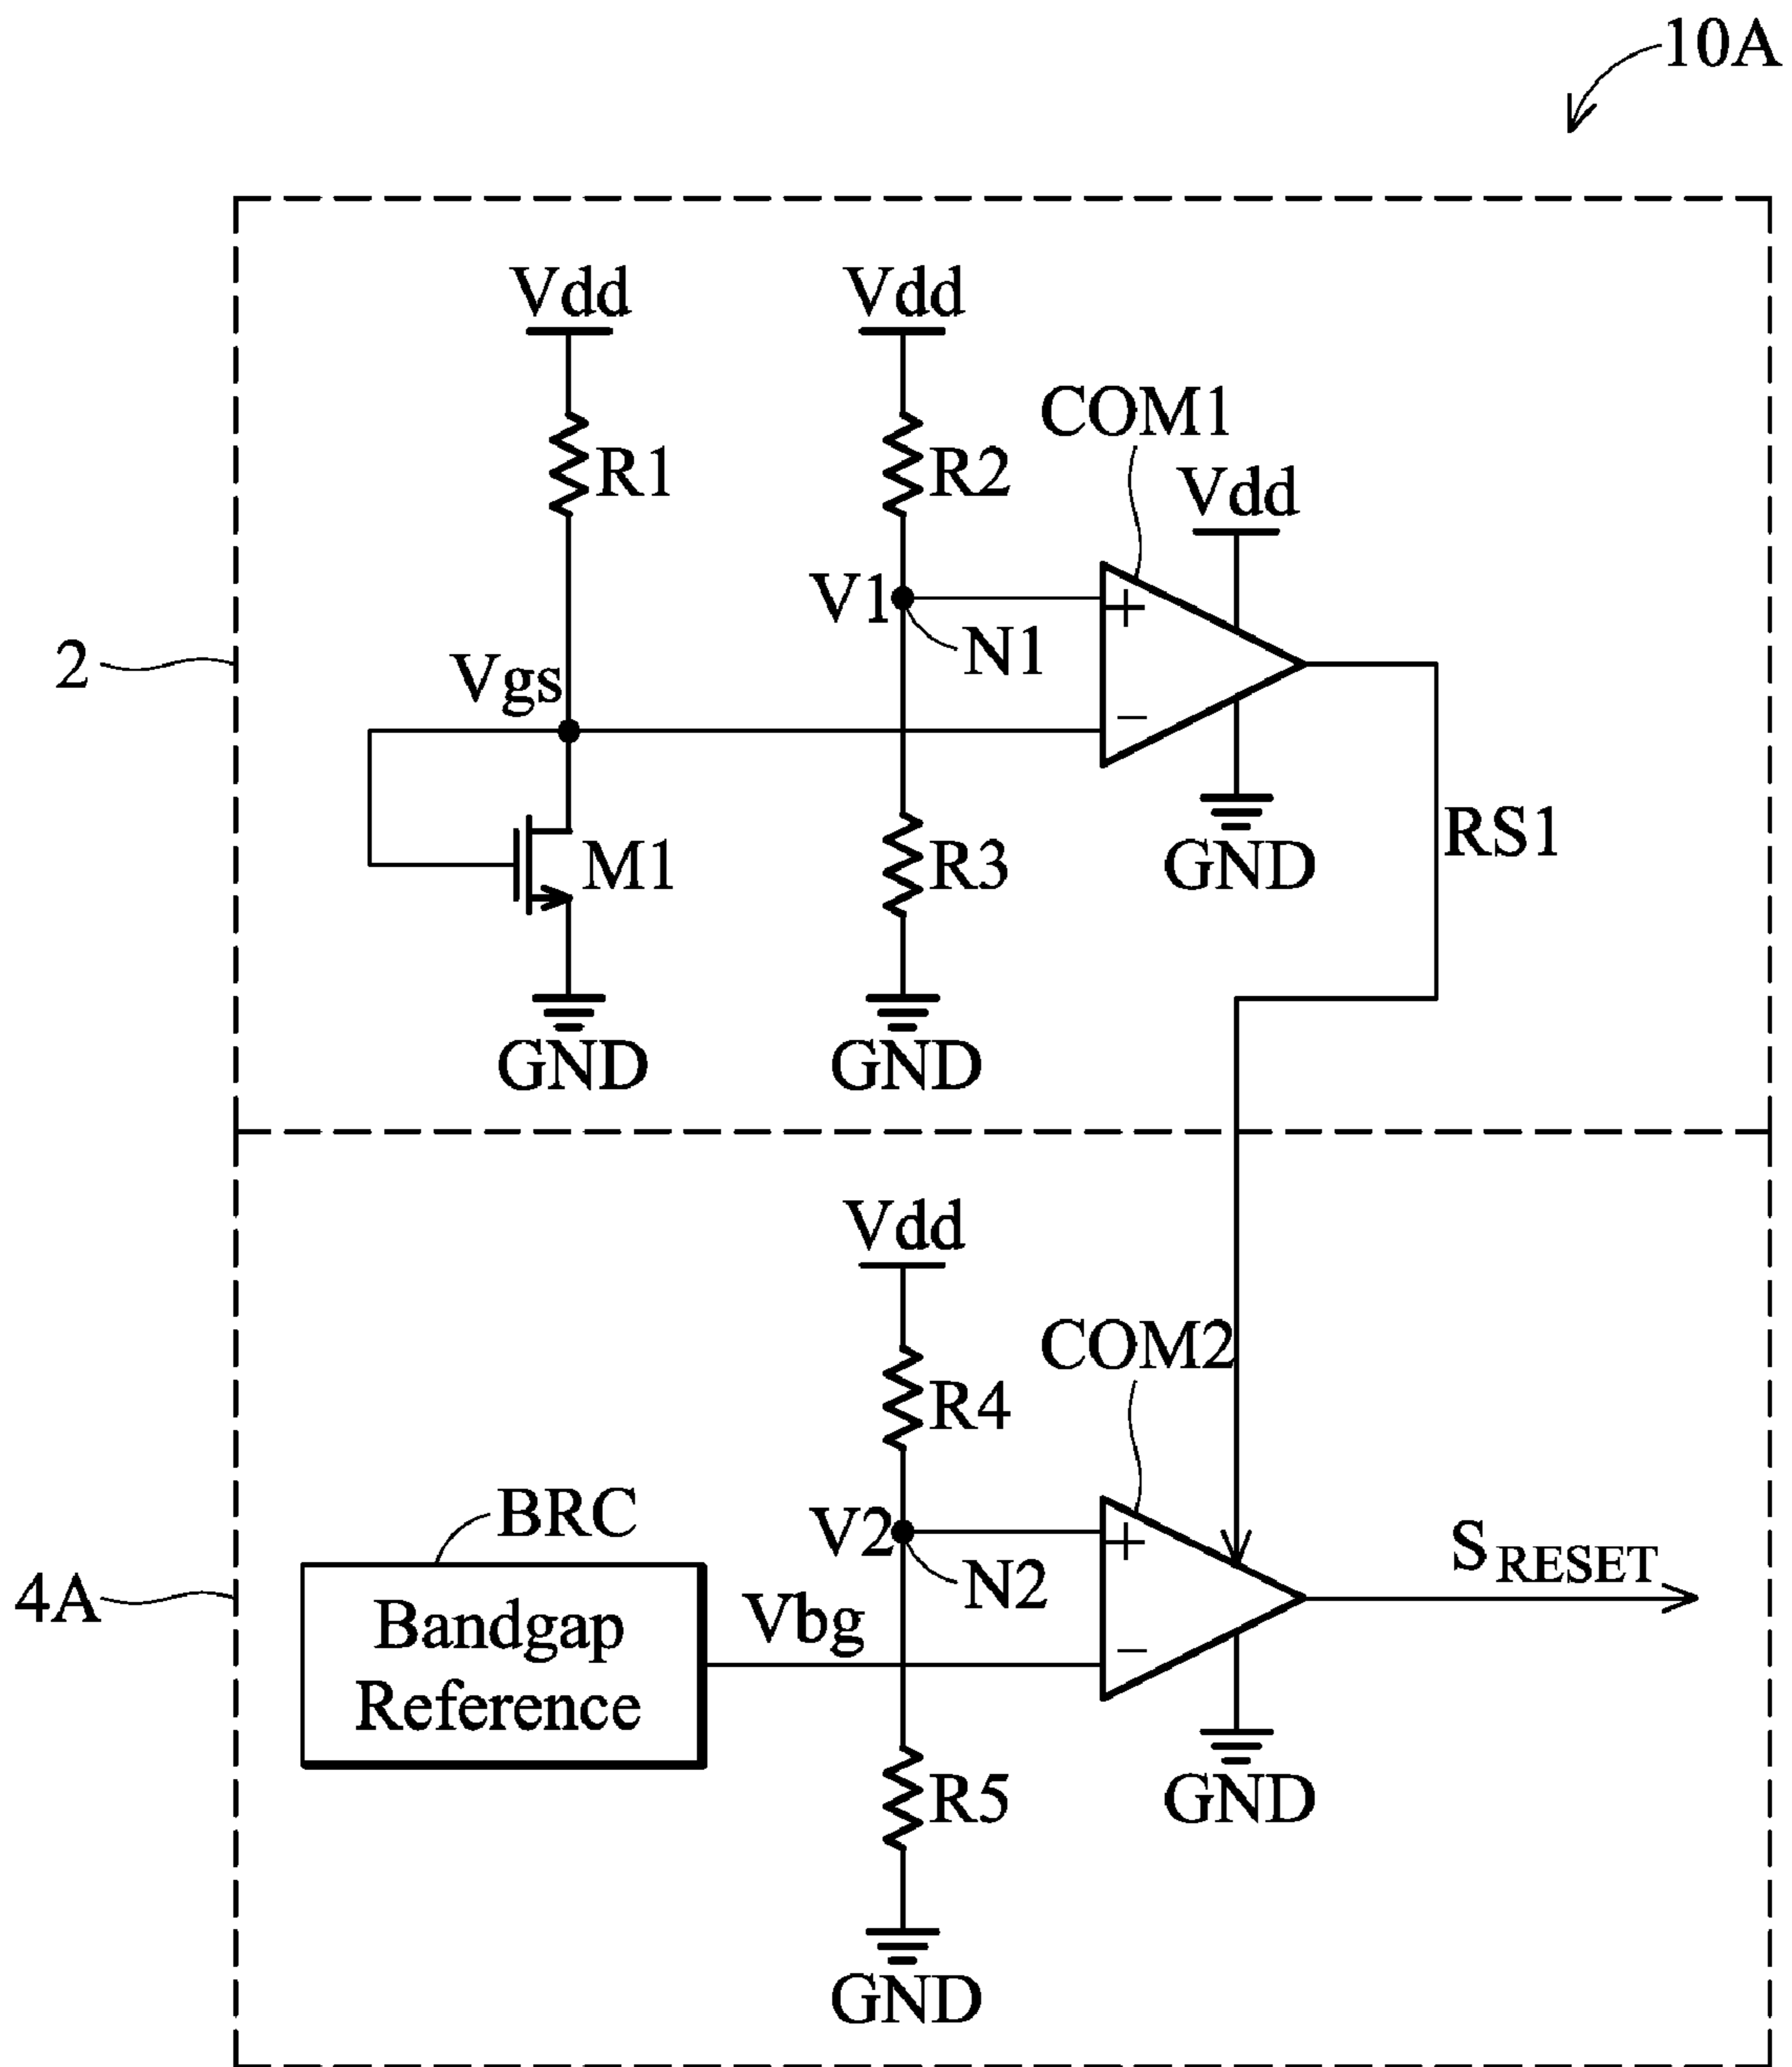 10A
Vdd
Vdd
COM1
R1
R2
Vdd
V1
+
N1
2
Vgs
−
M1
R3
GND
RS1
GND
GND
Vdd
COM2
R4
BRC
V2
+
N2
S RESET
4A
Bandgap
Reference
Vbg
−
R5
GND
GND